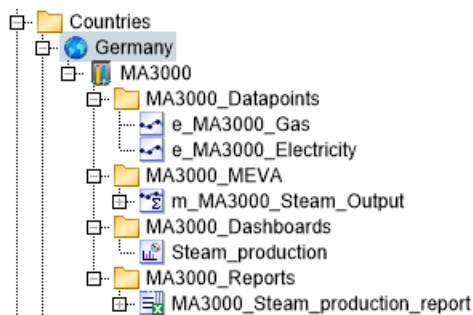 Countries
Germany
MA3000
MA3000_Datapoints
e_MA3000_Gas
e_MA3000_Electricity
MA3000_MEVA
m_MA3000_Steam_Output
MA3000_Dashboards
Steam_production
MA3000_Reports
MA3000_Steam_production_report